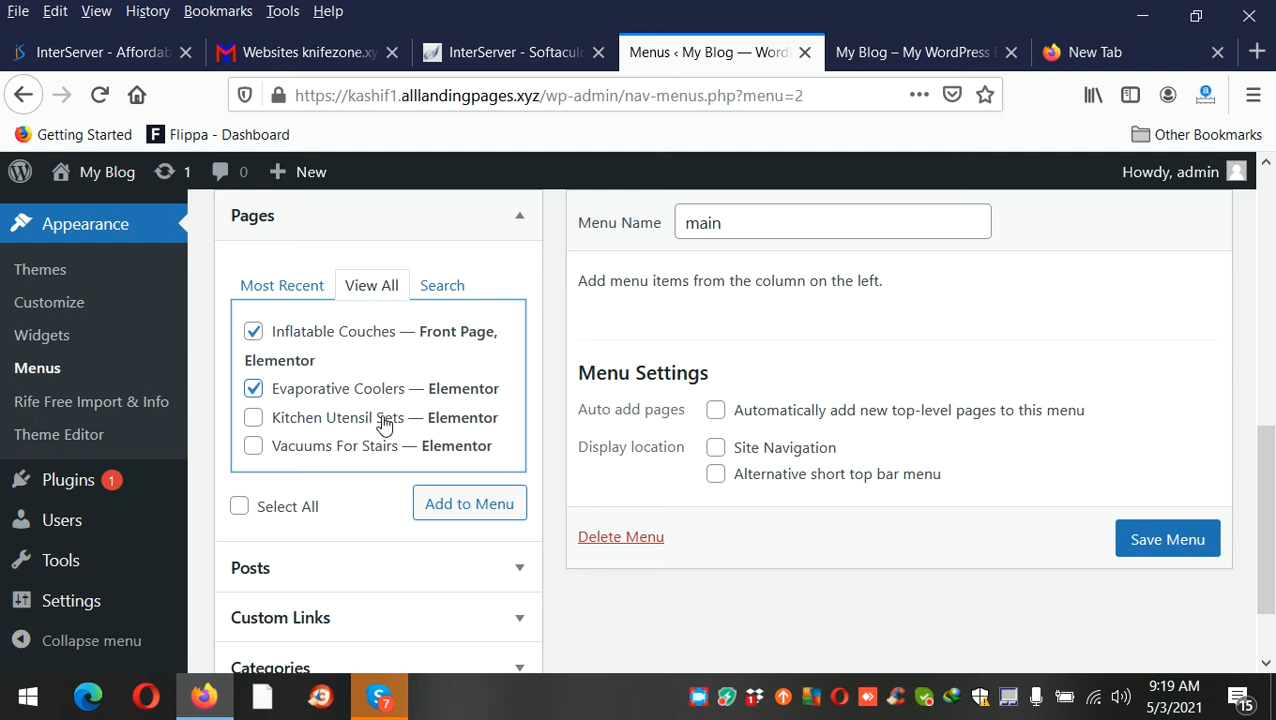 File Edit View History Bookmarks Tools Help
InterServer - Affordab Websites knifezone.xy InterServer - Softacul Menus ‹ My Blog — Word My Blog – My WordPress New Tab
https://kashif1.alllandingpages.xyz/wp-admin/nav-menus.php?menu=2
Getting Started F Flippa - Dashboard Other Bookmarks
My Blog 1 0 New Howdy, admin
Appearance
Themes
Customize
Widgets
Menus
Rife Free Import & Info
Theme Editor
Plugins 1
Users
Tools
Settings
Collapse menu
Pages
Most Recent View All Search
Inflatable Couches — Front Page,
Elementor
Evaporative Coolers — Elementor
Kitchen Utensil Sets — Elementor
Vacuums For Stairs — Elementor
Select All Add to Menu
Posts
Custom Links
Categories
Menu Name main
Add menu items from the column on the left.
Menu Settings
Auto add pages Automatically add new top-level pages to this menu
Display location Site Navigation
Alternative short top bar menu
Delete Menu Save Menu
7
9:19 AM
5/3/2021
15